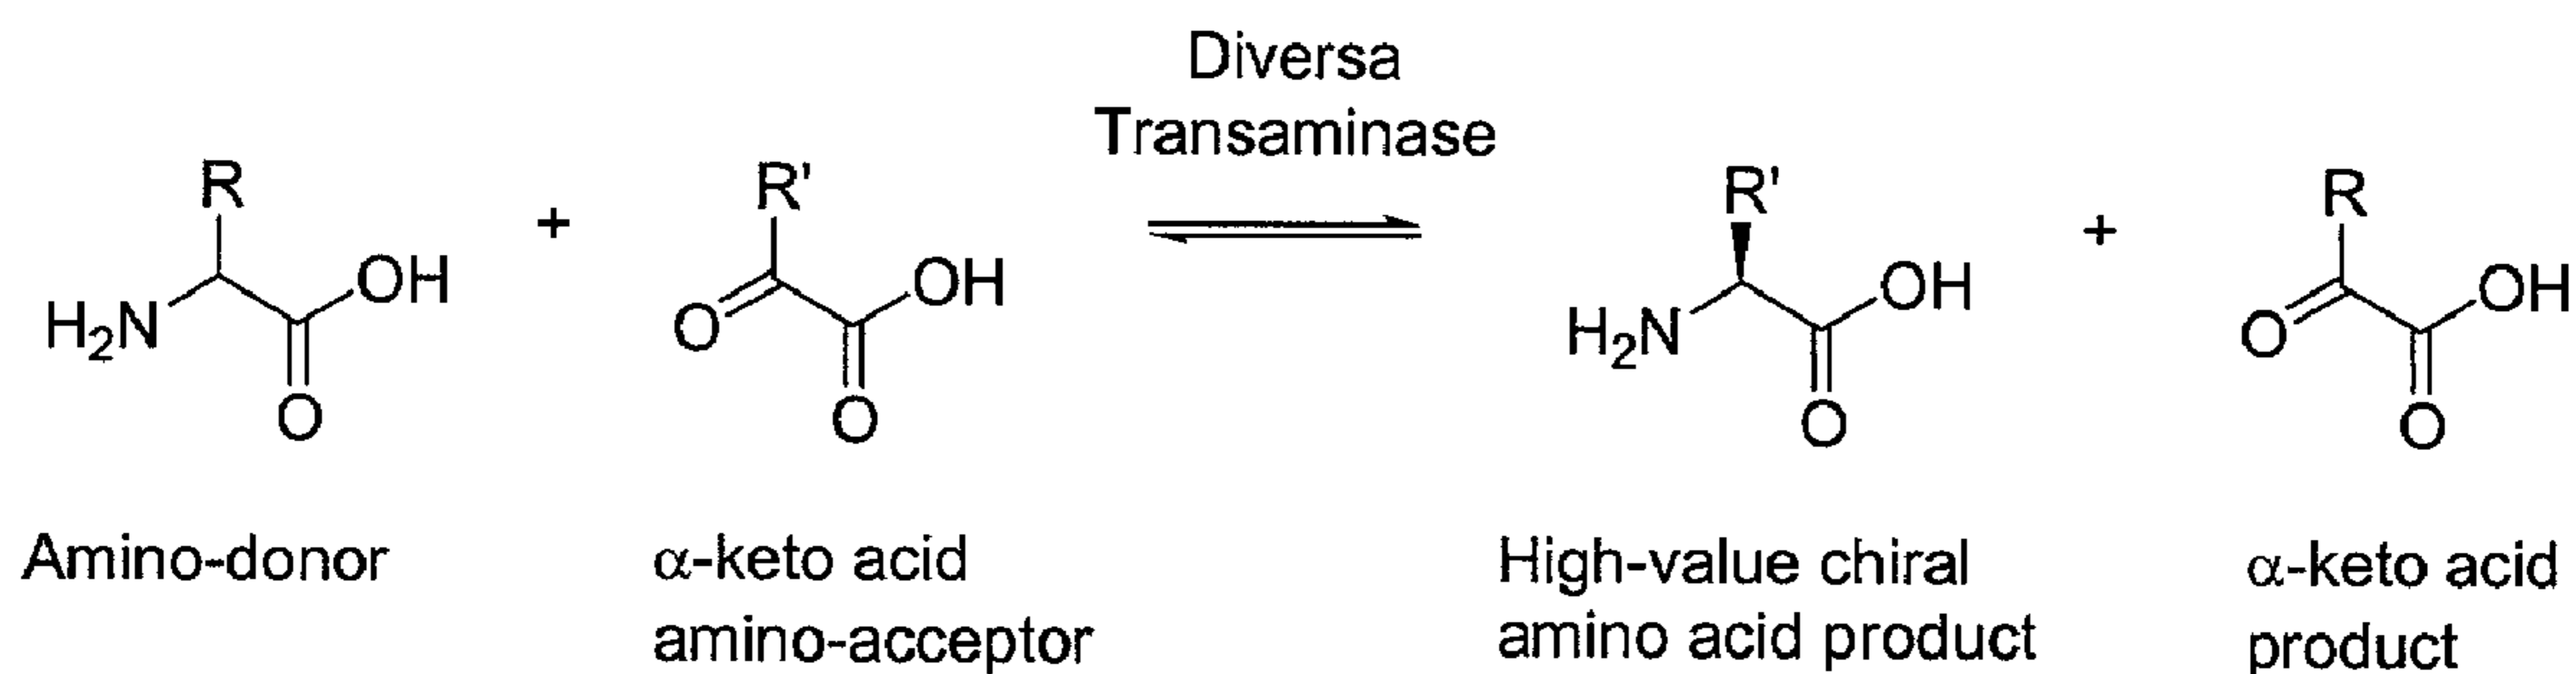 Diversa
Transaminase
R
H₂N
OH
O
+
R'
O
OH
O
R'
H₂N
OH
O
+
R
O
OH
O
Amino-donor
α-keto acid
amino-acceptor
High-value chiral
amino acid product
α-keto acid
product